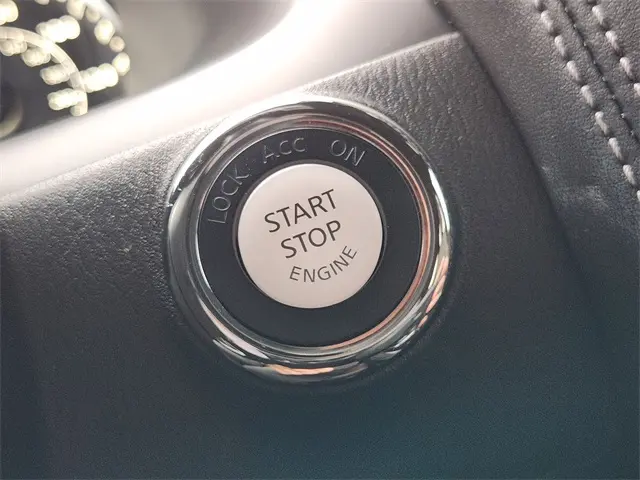 LOCK Acc ON
START
STOP
ENGINE